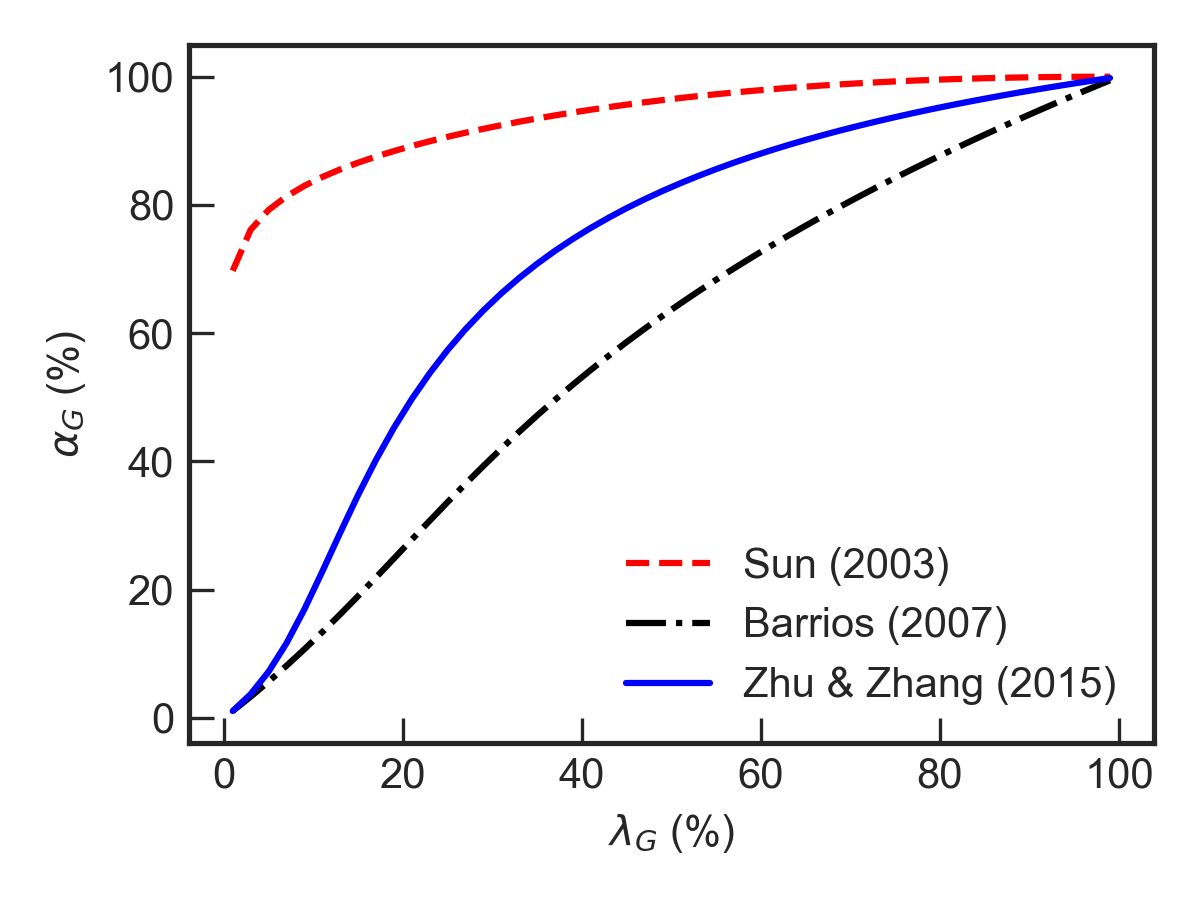 100
80
60
40
20
0
α_G (%)
Sun (2003)
Barrios (2007)
Zhu & Zhang (2015)
0 20 40 60 80 100
λ_G (%)